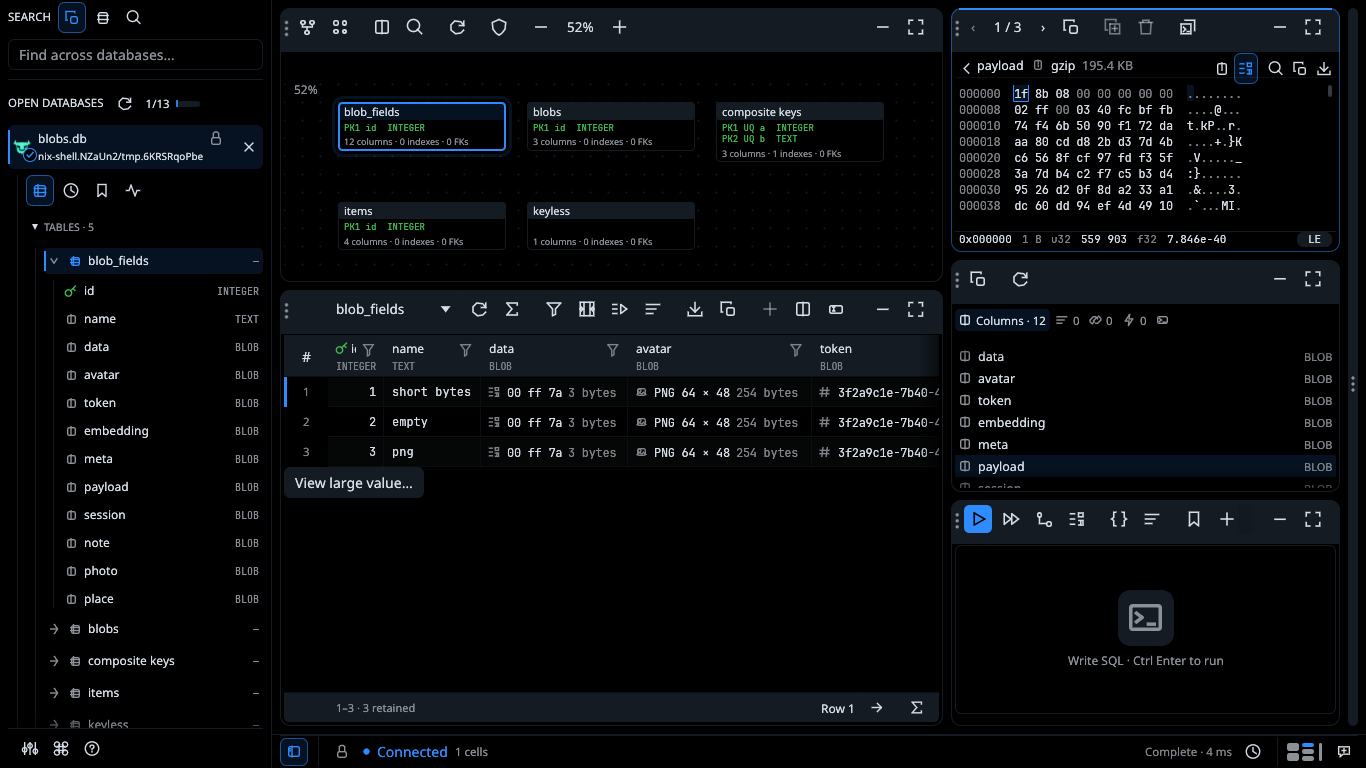 SEARCH
Find across databases...
OPEN DATABASES 1/13
blobs.db
nix-shell.NZaUn2/tmp.6KRSRqoPbe
TABLES · 5
blob_fields –
id INTEGER
name TEXT
data BLOB
avatar BLOB
token BLOB
embedding BLOB
meta BLOB
payload BLOB
session BLOB
note BLOB
photo BLOB
place BLOB
blobs –
composite keys –
items –
keyless –
52%
52%
blob_fields
PK1 id INTEGER
12 columns · 0 indexes · 0 FKs
blobs
PK1 id INTEGER
3 columns · 0 indexes · 0 FKs
composite keys
PK1 UQ a INTEGER
PK2 UQ b TEXT
3 columns · 1 indexes · 0 FKs
items
PK1 id INTEGER
4 columns · 0 indexes · 0 FKs
keyless
1 columns · 0 indexes · 0 FKs
blob_fields
# name data avatar token
INTEGER TEXT BLOB BLOB BLOB
1 1 short bytes 00 ff 7a 3 bytes PNG 64 × 48 254 bytes 3f2a9c1e-7b40-4
2 2 empty 00 ff 7a 3 bytes PNG 64 × 48 254 bytes 3f2a9c1e-7b40-4
3 3 png 00 ff 7a 3 bytes PNG 64 × 48 254 bytes 3f2a9c1e-7b40-4
View large value...
1–3 · 3 retained Row 1
1 / 3
payload gzip 195.4 KB
000000 1f 8b 08 00 00 00 00 00 ........
000008 02 ff 00 03 40 fc bf fb ....@...
000010 74 f4 6b 50 90 f1 72 da t.kP..r.
000018 aa 80 cd d8 2b d3 7d 4b ....+.}K
000020 c6 56 8f cf 97 fd f3 5f .V....._
000028 3a 7d b4 c2 f7 c5 b3 d4 :}......
000030 95 26 d2 0f 8d a2 33 a1 .&....3.
000038 dc 60 dd 94 ef 4d 49 10 .`...MI.
0x000000 1 B u32 559 903 f32 7.846e-40 LE
Columns · 12 0 0 0
data BLOB
avatar BLOB
token BLOB
embedding BLOB
meta BLOB
payload BLOB
session BLOB
Write SQL · Ctrl Enter to run
Connected 1 cells
Complete · 4 ms